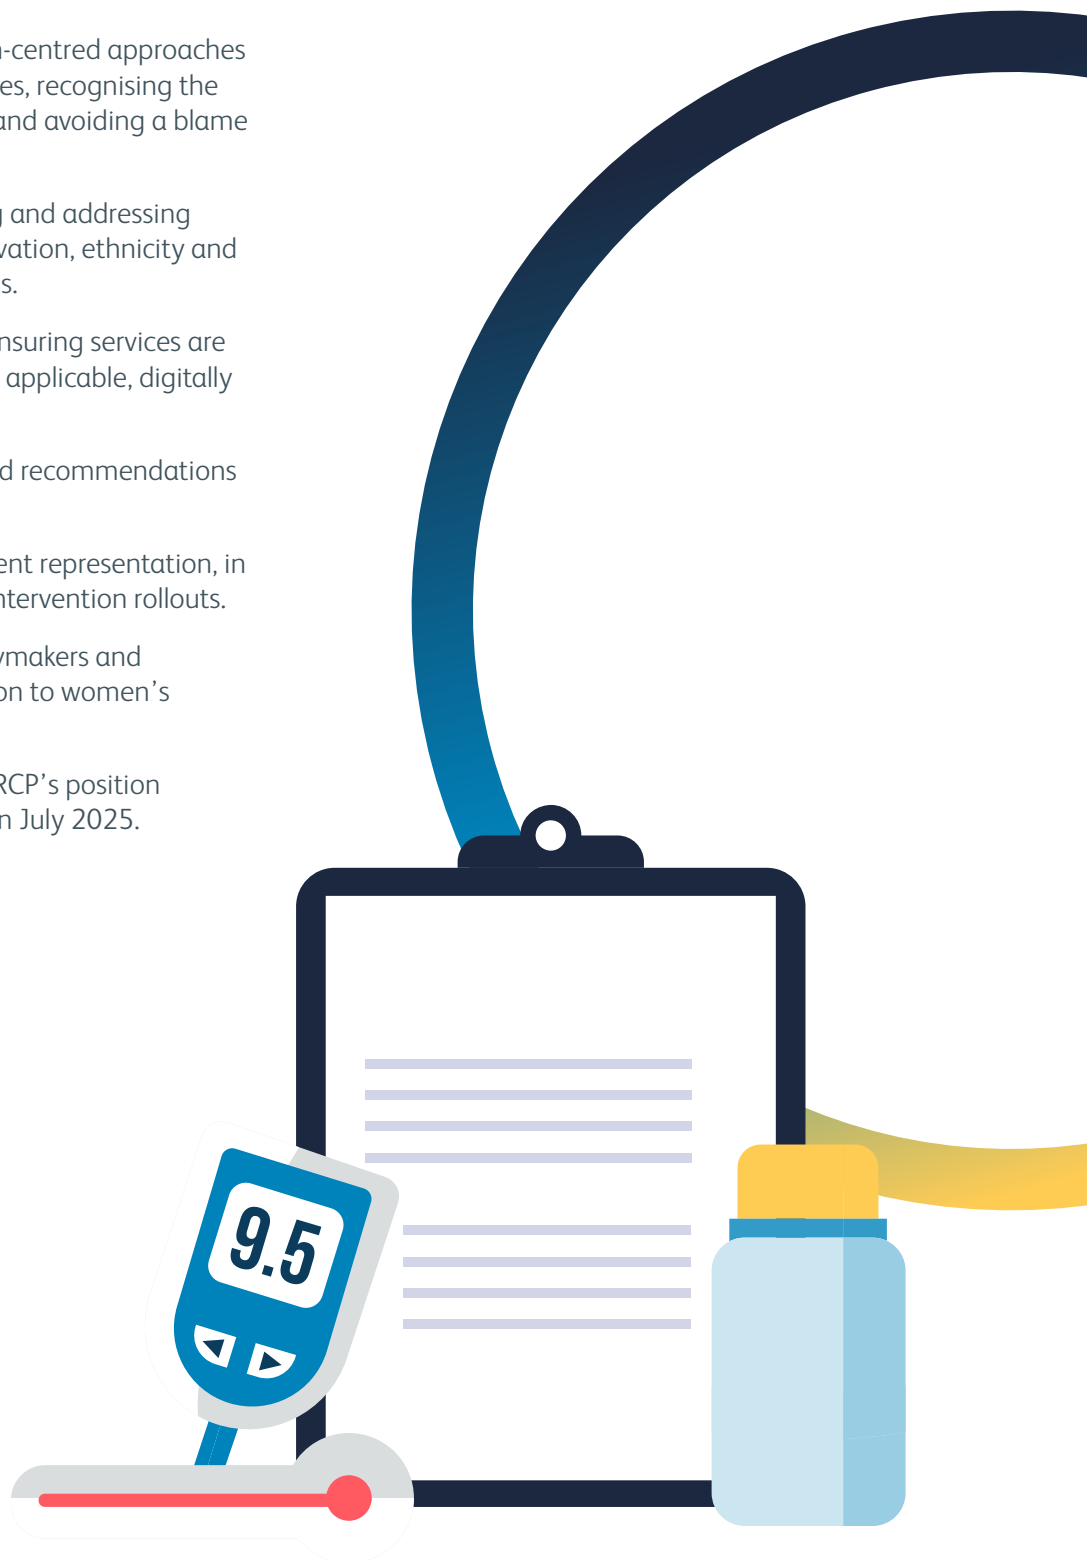 -centred approaches
es, recognising the
and avoiding a blame
g and addressing
vation, ethnicity and
s.
nsuring services are
applicable, digitally
d recommendations
ent representation, in
ntervention rollouts.
ymakers and
on to women’s
RCP’s position
n July 2025.
9.5